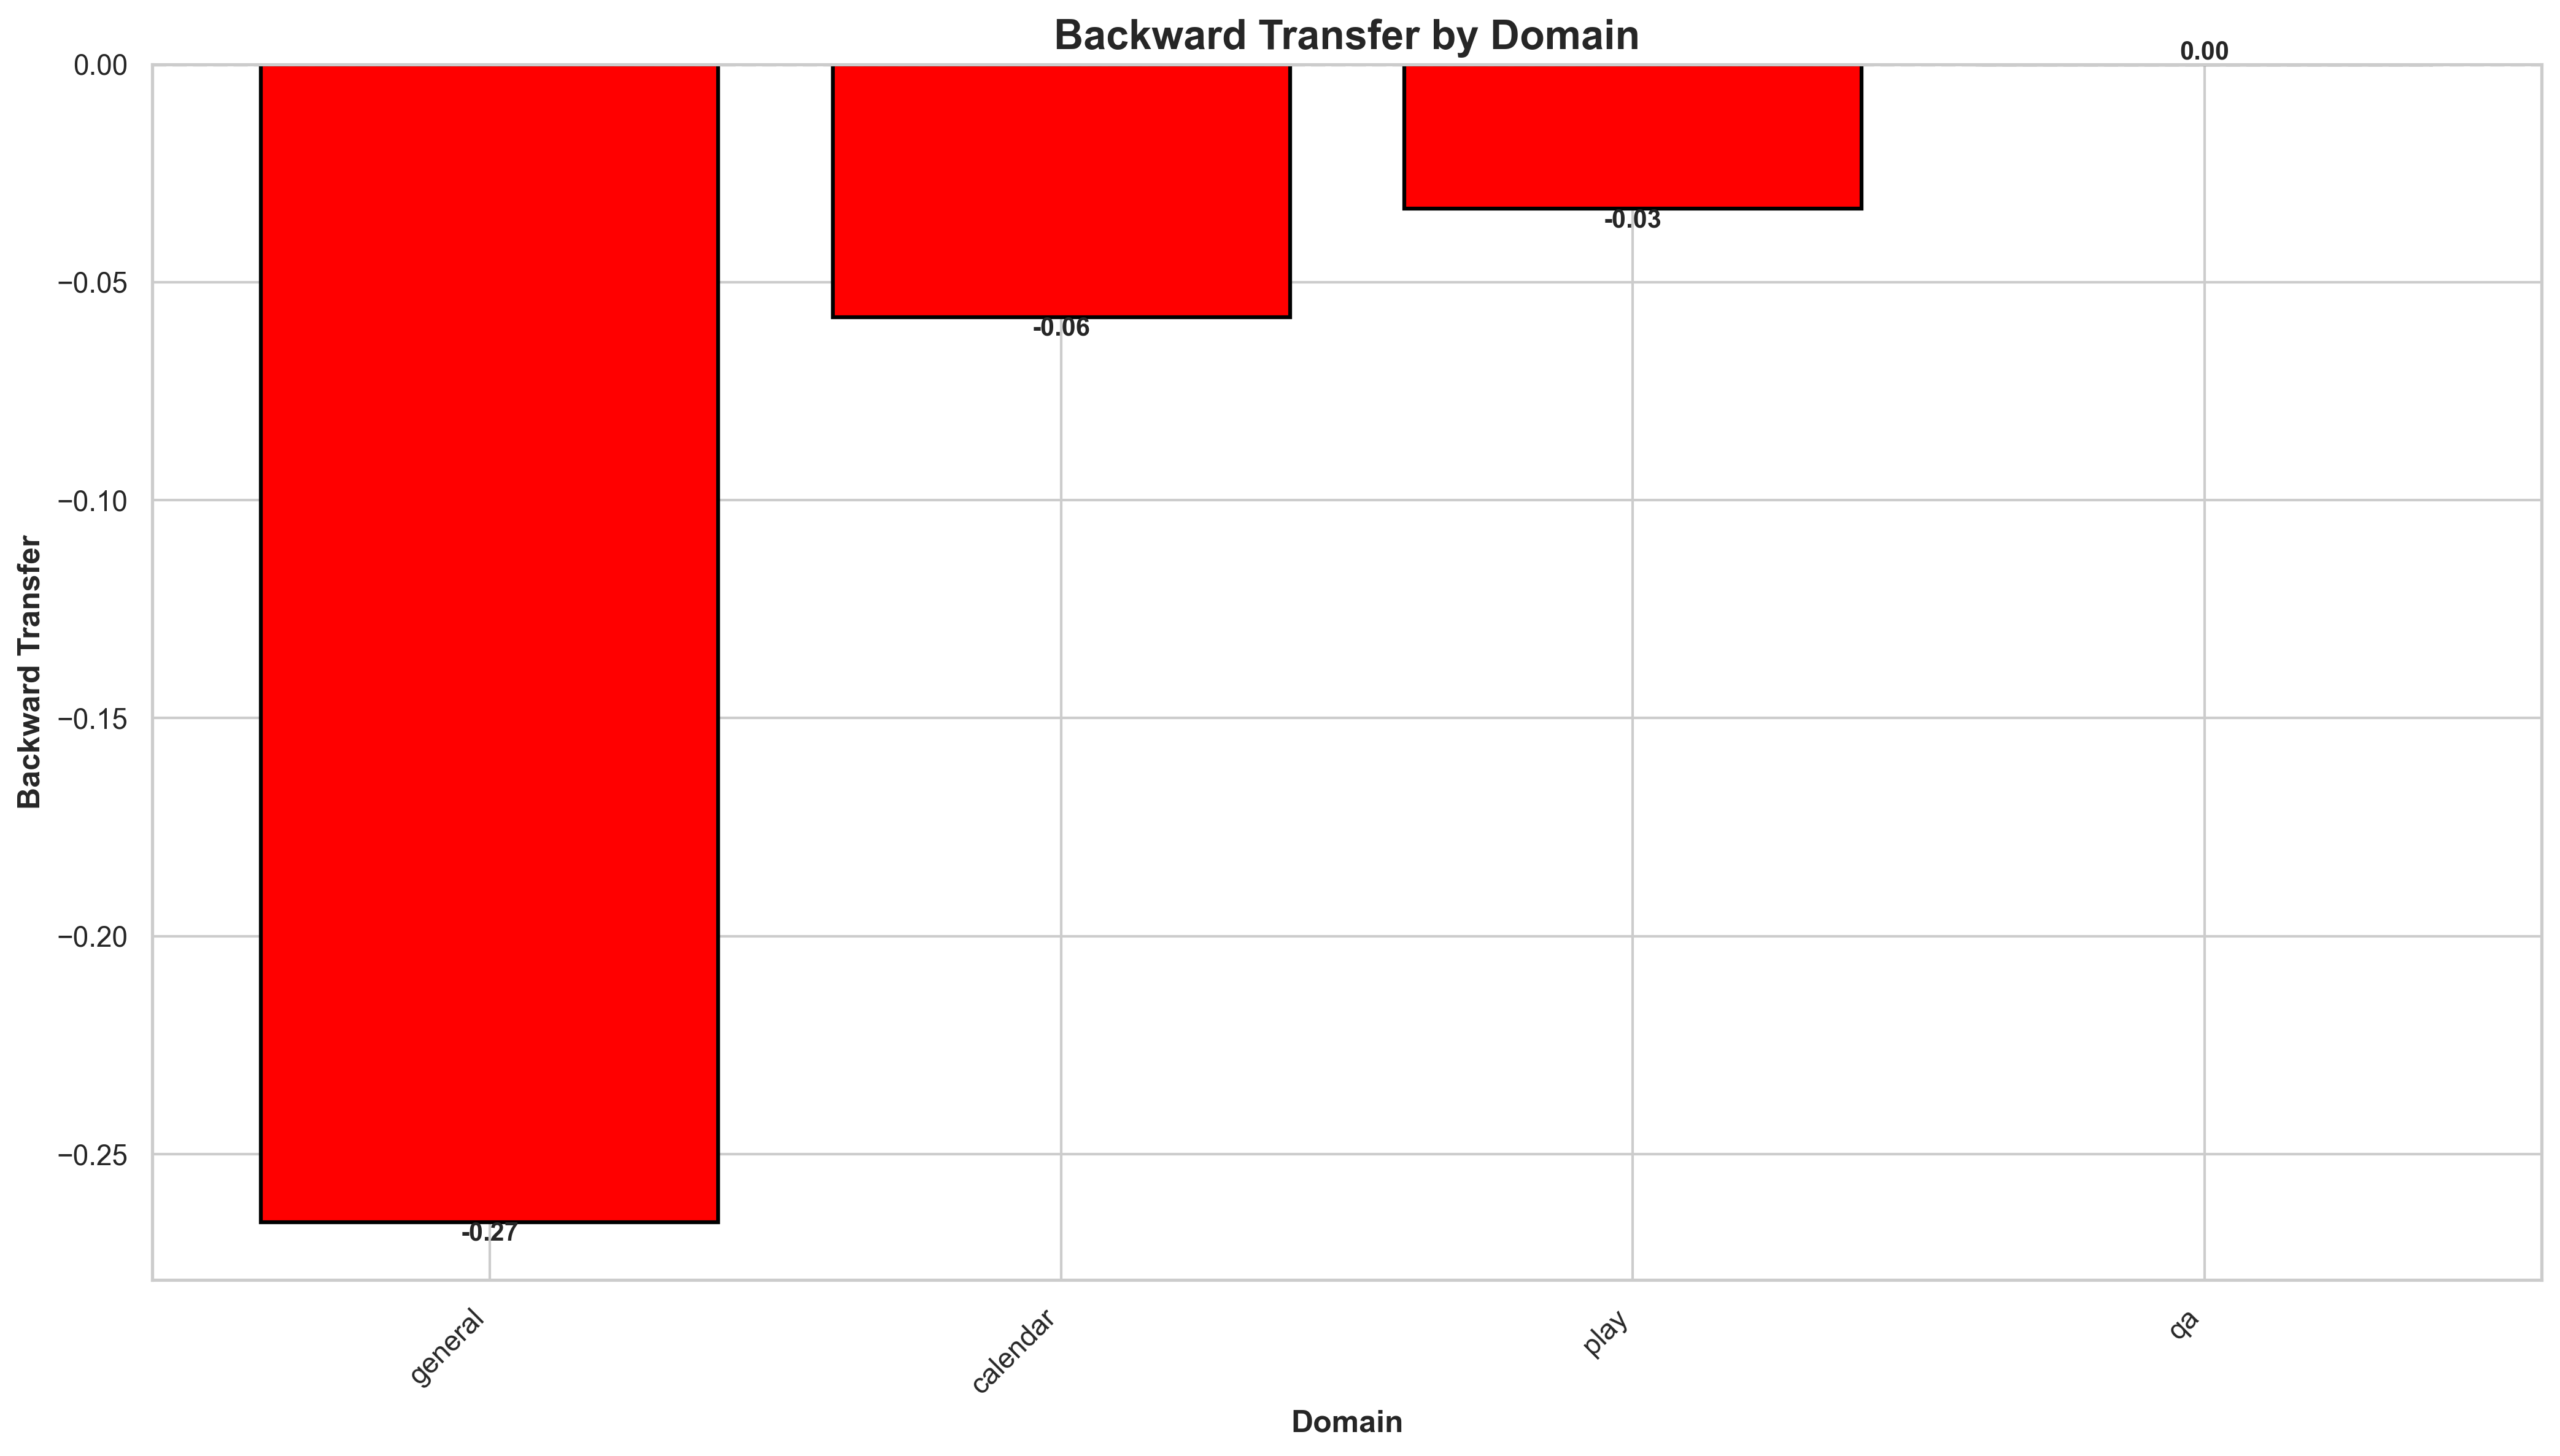 Backward Transfer by Domain
0.00
0.00
-0.03
−0.05
-0.06
−0.10
Backward Transfer
−0.15
−0.20
−0.25
-0.27
general
calendar
play
qa
Domain